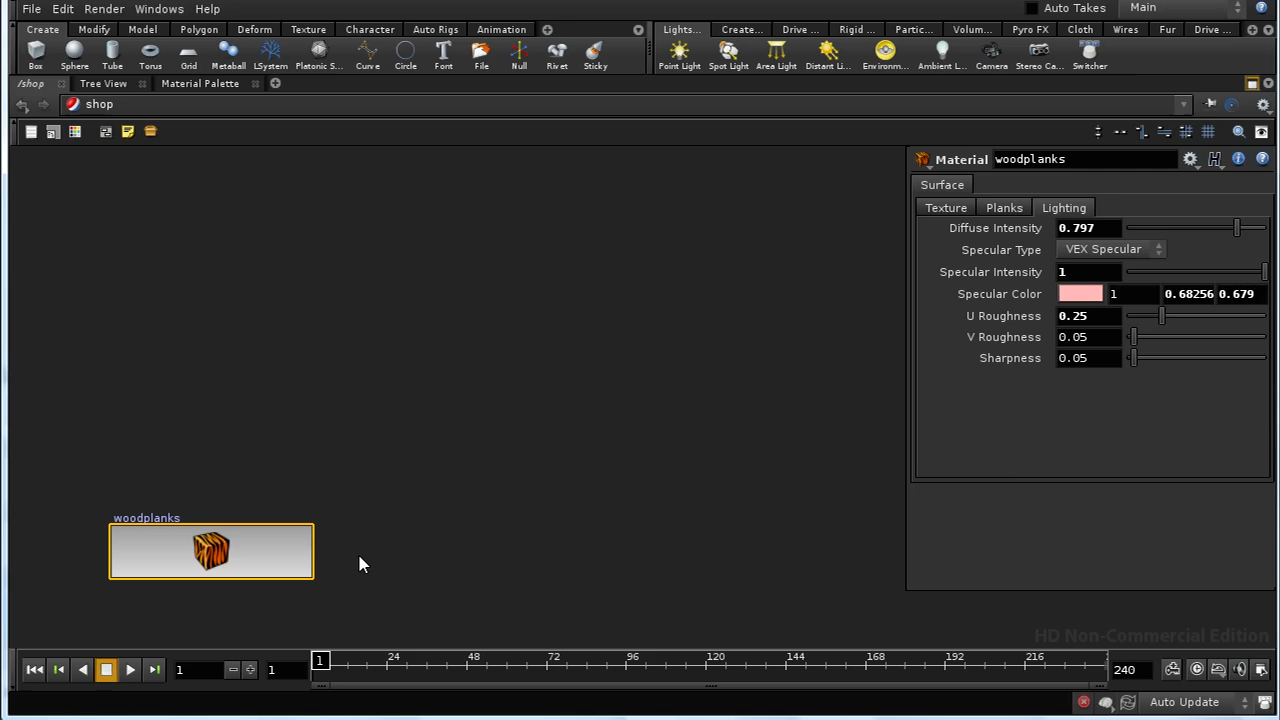 File Edit Render Windows Help Auto Takes Main
Create Modify Model Polygon Deform Texture Character Auto Rigs Animation Lights... Create... Drive ... Rigid ... Partic... Volum... Pyro FX Cloth Wires Fur Drive ...
Box Sphere Tube Torus Grid Metaball LSystem Platonic S... Curve Circle Font File Null Rivet Sticky Point Light Spot Light Area Light Distant Li... Environm... Ambient L... Camera Stereo Ca... Switcher
/shop Tree View Material Palette
shop
Material woodplanks
Surface
Texture Planks Lighting
Diffuse Intensity 0.797
Specular Type VEX Specular
Specular Intensity 1
Specular Color 1 0.68256 0.679
U Roughness 0.25
V Roughness 0.05
Sharpness 0.05
woodplanks
HD Non-Commercial Edition
1 1 1 24 48 72 96 120 144 168 192 216 240
Auto Update